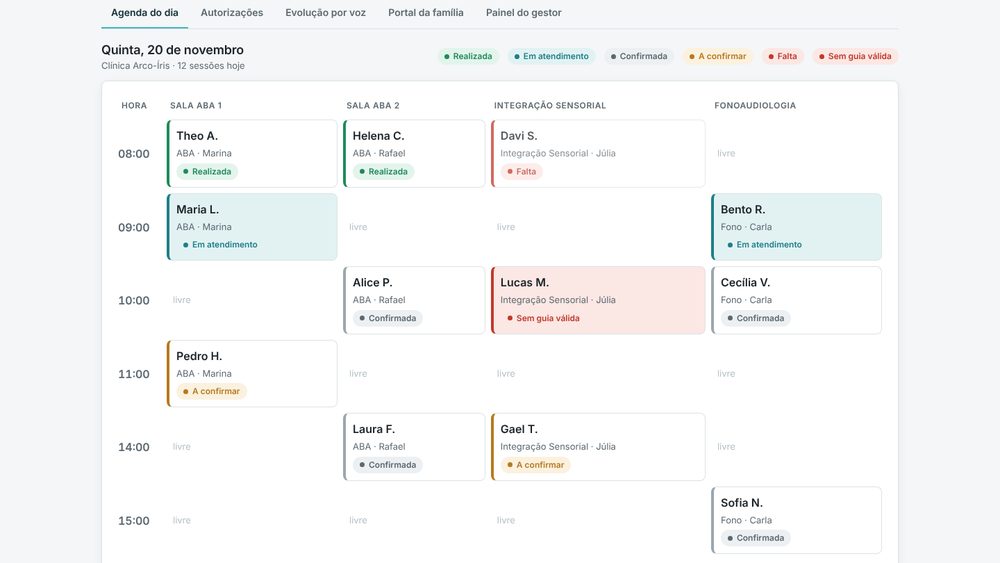 Agenda do dia Autorizações Evolução por voz Portal da família Painel do gestor
Quinta, 20 de novembro
Clínica Arco-Íris · 12 sessões hoje
Realizada Em atendimento Confirmada A confirmar Falta Sem guia válida
HORA SALA ABA 1 SALA ABA 2 INTEGRAÇÃO SENSORIAL FONOAUDIOLOGIA
08:00
Theo A.
ABA · Marina
Realizada
Helena C.
ABA · Rafael
Realizada
Davi S.
Integração Sensorial · Júlia
Falta
livre
09:00
Maria L.
ABA · Marina
Em atendimento
livre
livre
Bento R.
Fono · Carla
Em atendimento
10:00
livre
Alice P.
ABA · Rafael
Confirmada
Lucas M.
Integração Sensorial · Júlia
Sem guia válida
Cecília V.
Fono · Carla
Confirmada
11:00
Pedro H.
ABA · Marina
A confirmar
livre
livre
livre
14:00
livre
Laura F.
ABA · Rafael
Confirmada
Gael T.
Integração Sensorial · Júlia
A confirmar
livre
15:00
livre
livre
livre
Sofia N.
Fono · Carla
Confirmada